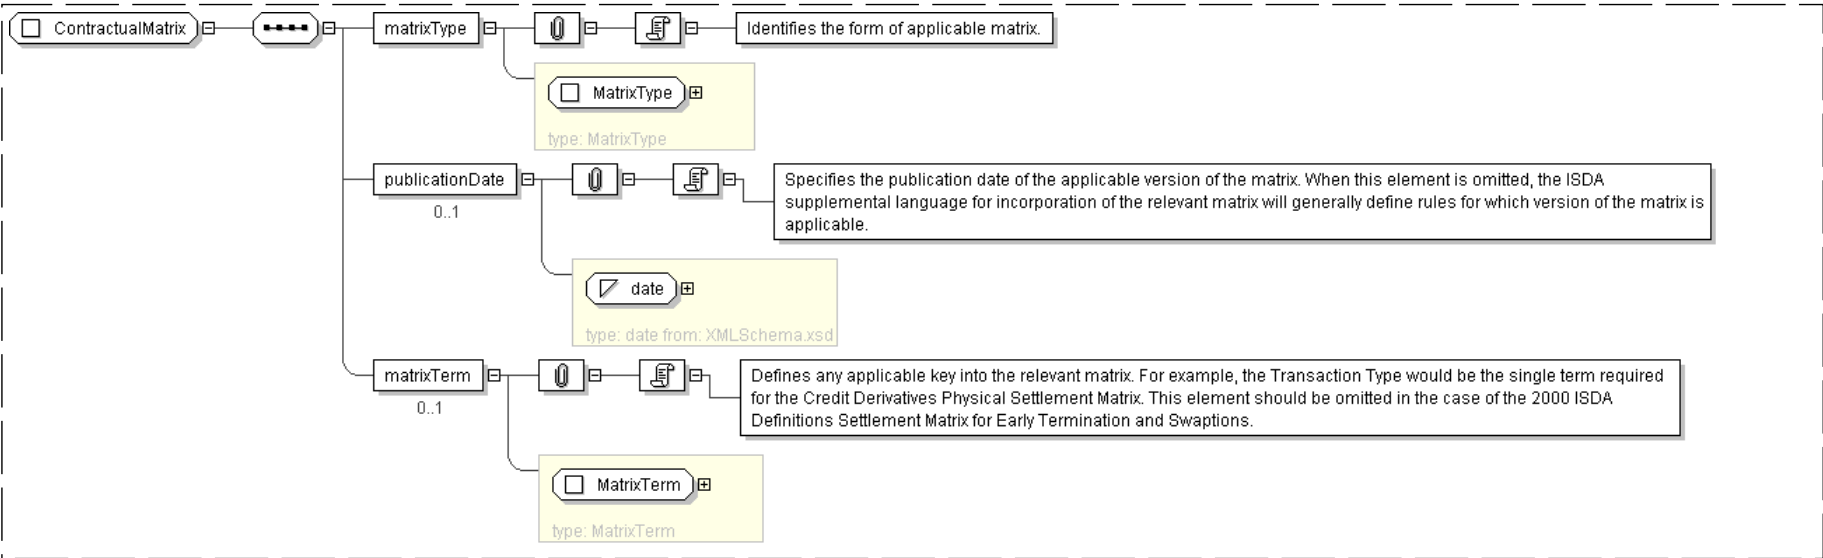 ContractualMatrix
matrixType
Identifies the form of applicable matrix.
MatrixType
type: MatrixType
publicationDate
0..1
Specifies the publication date of the applicable version of the matrix. When this element is omitted, the ISDA
supplemental language for incorporation of the relevant matrix will generally define rules for which version of the matrix is
applicable.
date
type: date from: XMLSchema.xsd
matrixTerm
0..1
Defines any applicable key into the relevant matrix. For example, the Transaction Type would be the single term required
for the Credit Derivatives Physical Settlement Matrix. This element should be omitted in the case of the 2000 ISDA
Definitions Settlement Matrix for Early Termination and Swaptions.
MatrixTerm
type: MatrixTerm